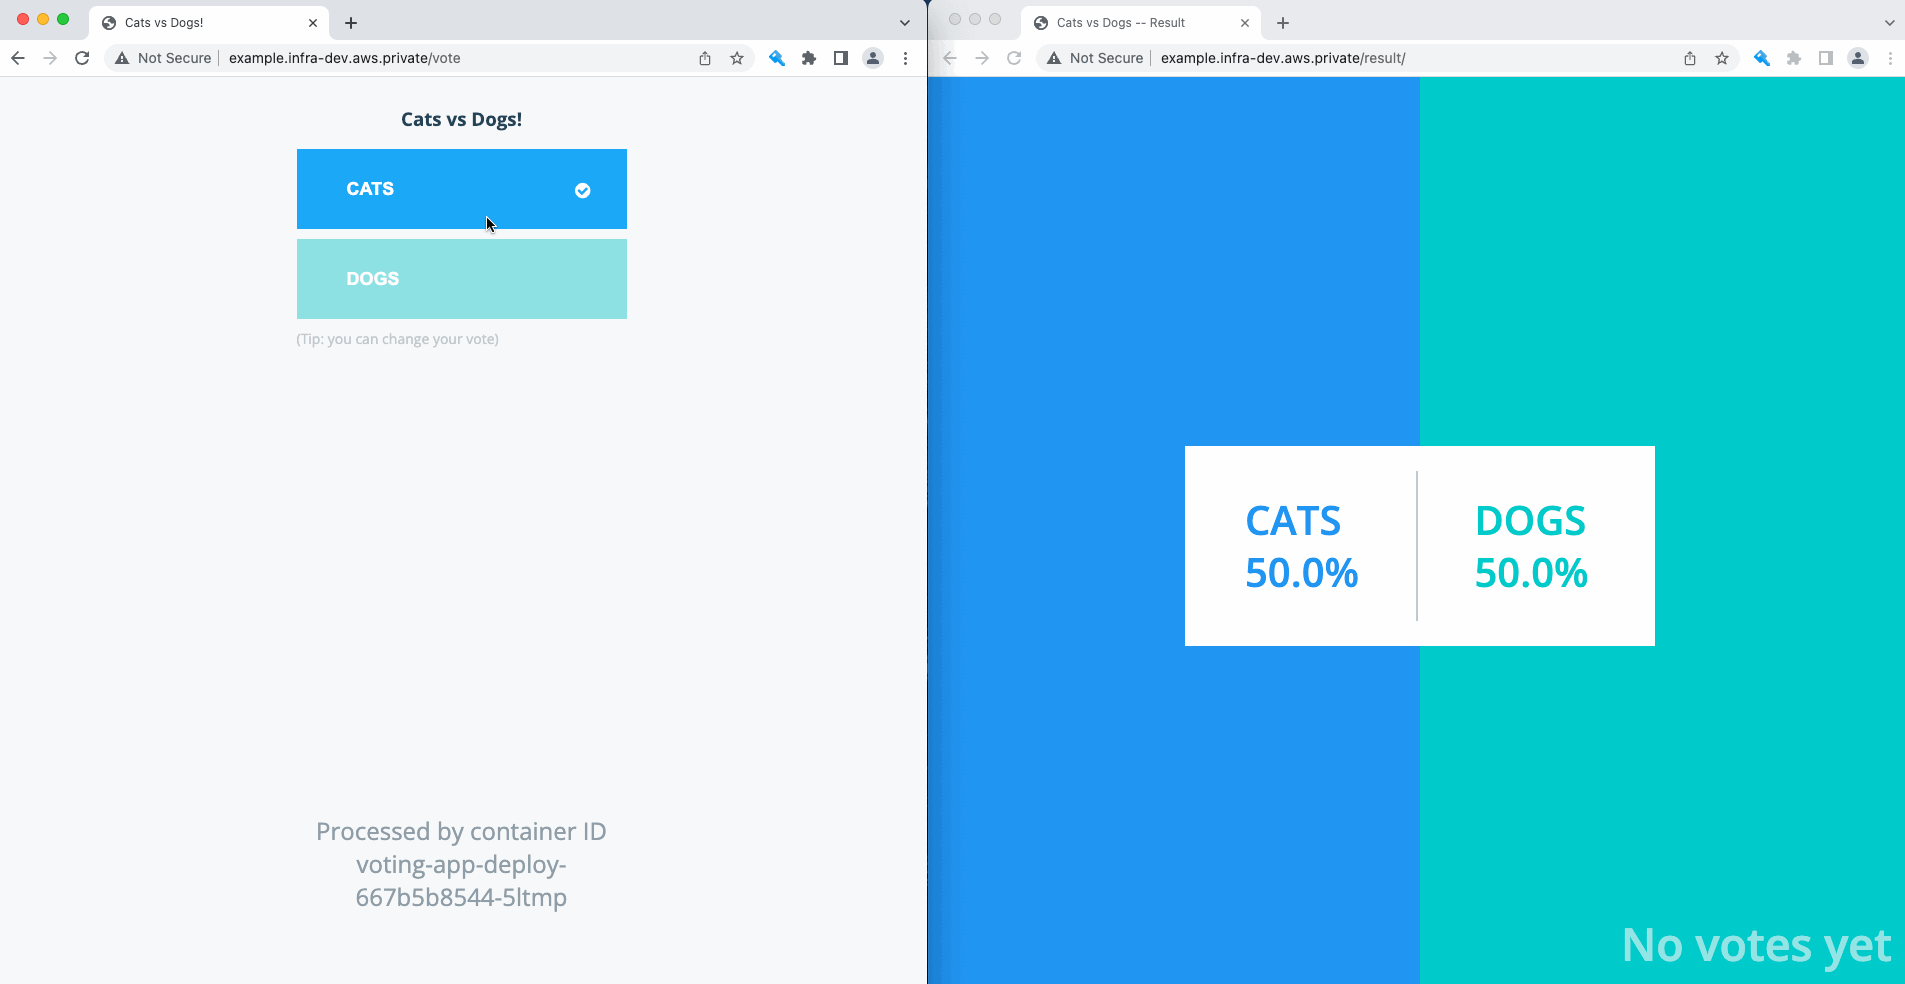 Cats vs Dogs!
Not Secure
example.infra-dev.aws.private/vote
Cats vs Dogs!
CATS
DOGS
(Tip: you can change your vote)
Processed by container ID
voting-app-deploy-
667b5b8544-5ltmp
Cats vs Dogs -- Result
Not Secure
example.infra-dev.aws.private/result/
CATS
50.0%
DOGS
50.0%
No votes yet